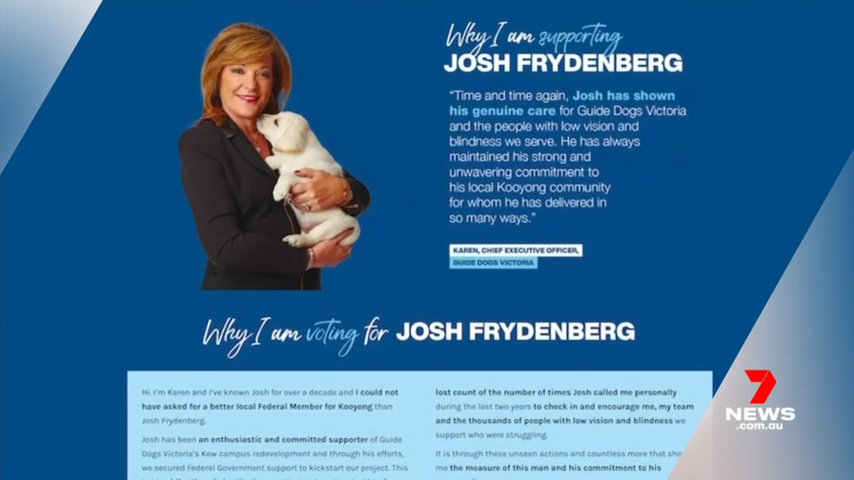 Why I am supporting
JOSH FRYDENBERG
“Time and time again, Josh has shown
his genuine care for Guide Dogs Victoria
and the people with low vision and
blindness we serve. He has always
maintained his strong and
unwavering commitment to
his local Kooyong community
for whom he has delivered in
so many ways.”
KAREN, CHIEF EXECUTIVE OFFICER,
GUIDE DOGS VICTORIA
Why I am voting for JOSH FRYDENBERG
Hi. I'm Karen and I've known Josh for over a decade and I could not
have asked for a better local Federal Member for Kooyong than
Josh Frydenberg.
Josh has been an enthusiastic and committed supporter of Guide
Dogs Victoria's Kew campus redevelopment and through his efforts,
we secured Federal Government support to kickstart our project. This
lost count of the number of times Josh called me personally
during the last two years to check in and encourage me, my team
and the thousands of people with low vision and blindness we
support who were struggling.
It is through these unseen actions and countless more that
me the measure of this man and his commitment to his
7
NEWS
.com.au